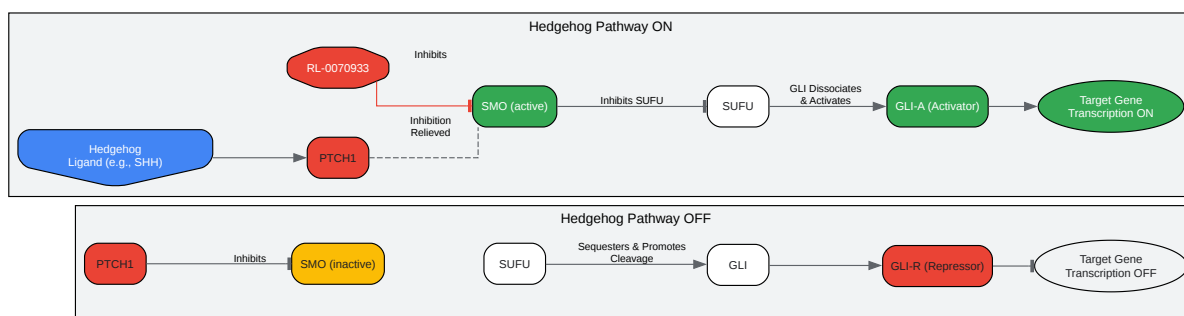 Hedgehog Pathway ON
RL-0070933
Inhibits
SMO (active)
Inhibits SUFU
SUFU
GLI Dissociates
& Activates
GLI-A (Activator)
Target Gene
Transcription ON
Inhibition
Relieved
Hedgehog
Ligand (e.g., SHH)
PTCH1
Hedgehog Pathway OFF
PTCH1
Inhibits
SMO (inactive)
SUFU
Sequesters & Promotes
Cleavage
GLI
GLI-R (Repressor)
Target Gene
Transcription OFF